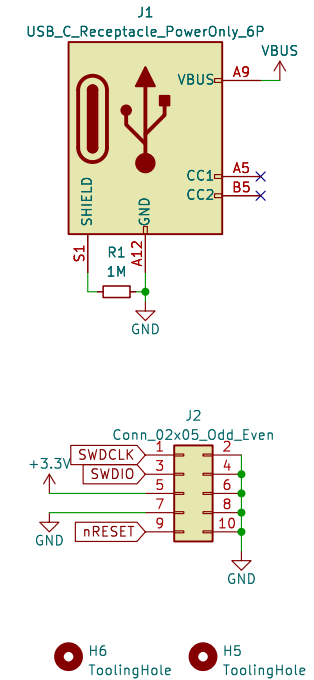 J1
USB_C_Receptacle_PowerOnly_6P
VBUS
VBUS
A9
CC1
A5
CC2
B5
SHIELD
GND
S1
A12
R1
1M
GND
J2
Conn_02x05_Odd_Even
SWDCLK
1
2
+3.3V
SWDIO
3
4
5
6
7
8
GND
nRESET
9
10
GND
H6
ToolingHole
H5
ToolingHole